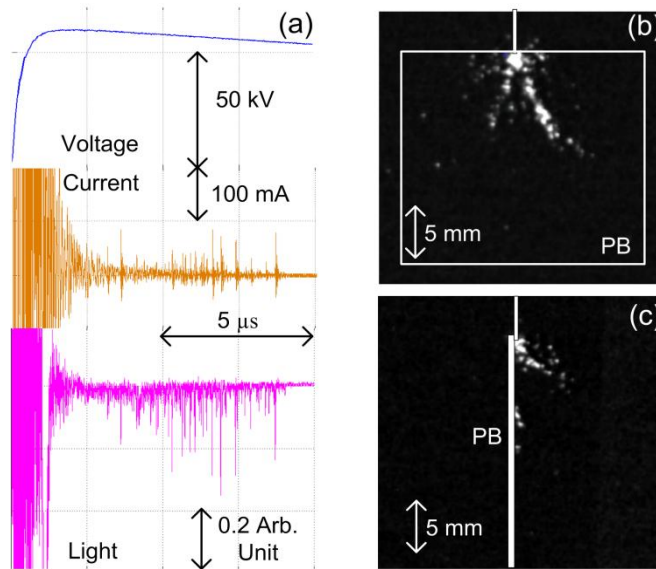 (a)
50 kV
Voltage
Current
100 mA
5 µs
0.2 Arb.
Unit
Light
(b)
5 mm
PB
(c)
PB
5 mm